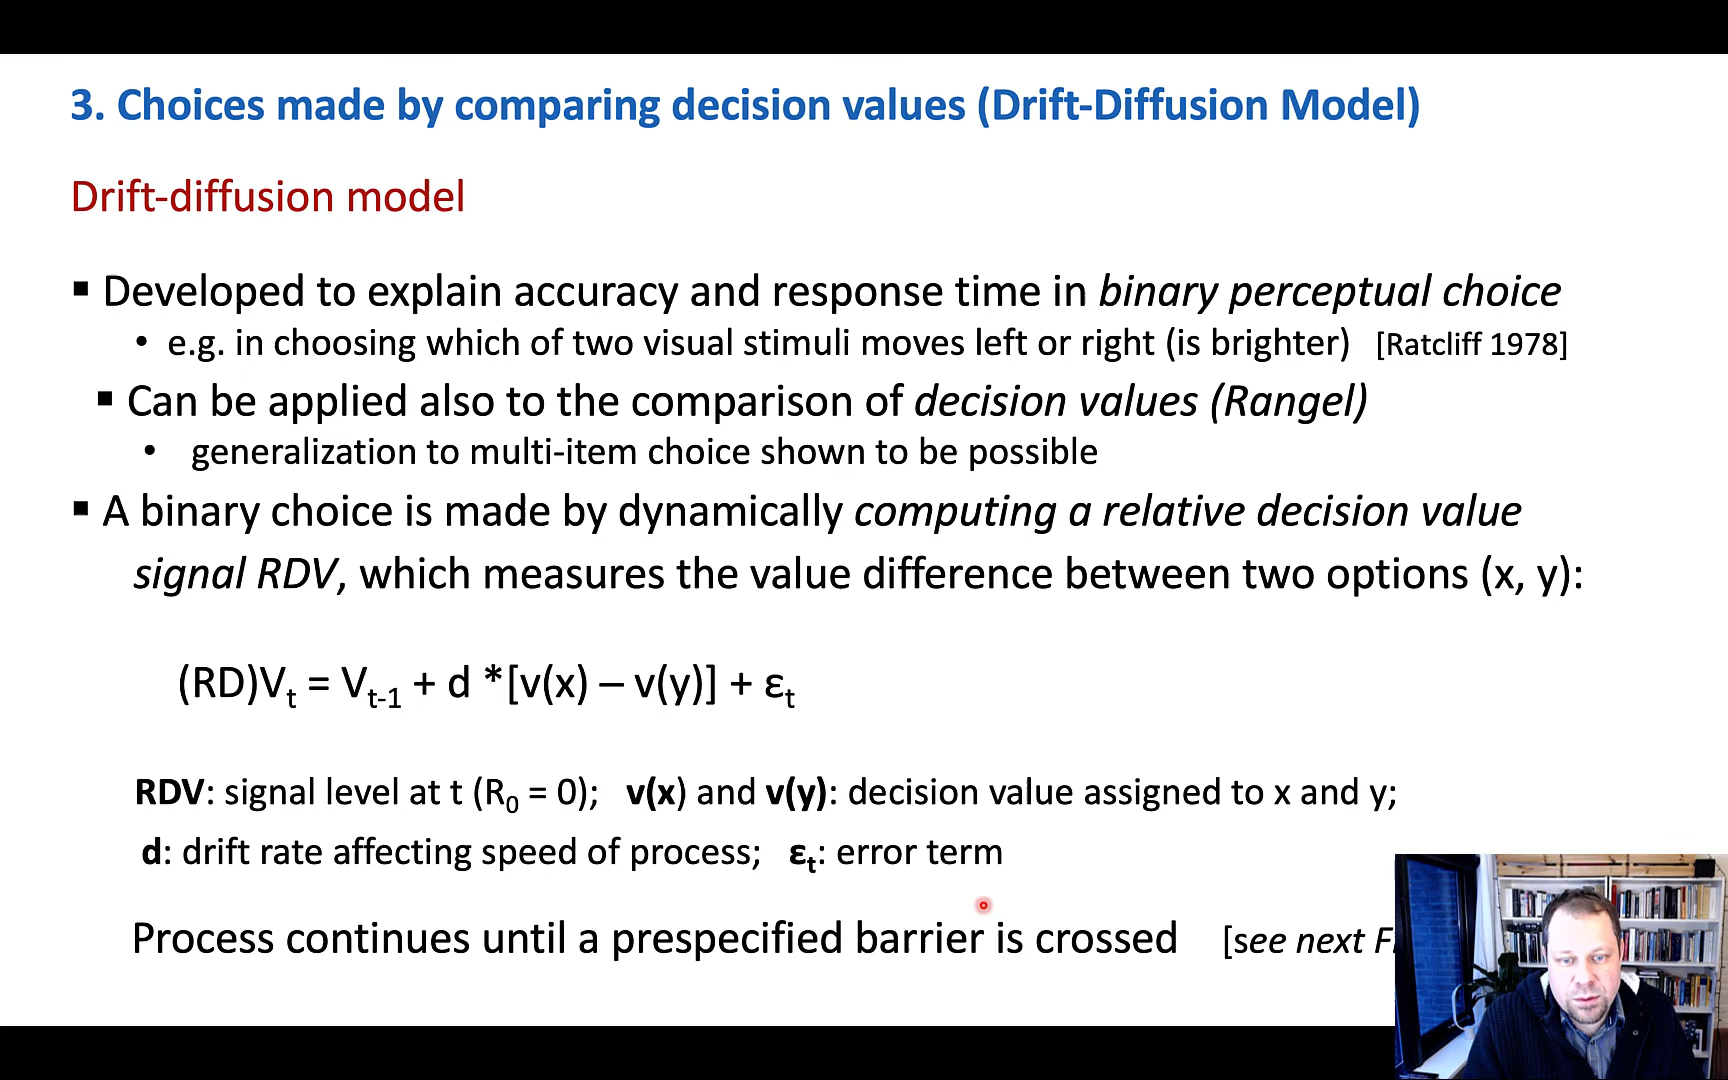 3. Choices made by comparing decision values (Drift-Diffusion Model)
Drift-diffusion model
▪ Developed to explain accuracy and response time in binary perceptual choice
• e.g. in choosing which of two visual stimuli moves left or right (is brighter) [Ratcliff 1978]
▪ Can be applied also to the comparison of decision values (Rangel)
• generalization to multi-item choice shown to be possible
▪ A binary choice is made by dynamically computing a relative decision value
signal RDV, which measures the value difference between two options (x, y):
(RD)Vₜ = Vₜ₋₁ + d *[v(x) – v(y)] + εₜ
RDV: signal level at t (R₀ = 0); v(x) and v(y): decision value assigned to x and y;
d: drift rate affecting speed of process; εₜ: error term
Process continues until a prespecified barrier is crossed [see next